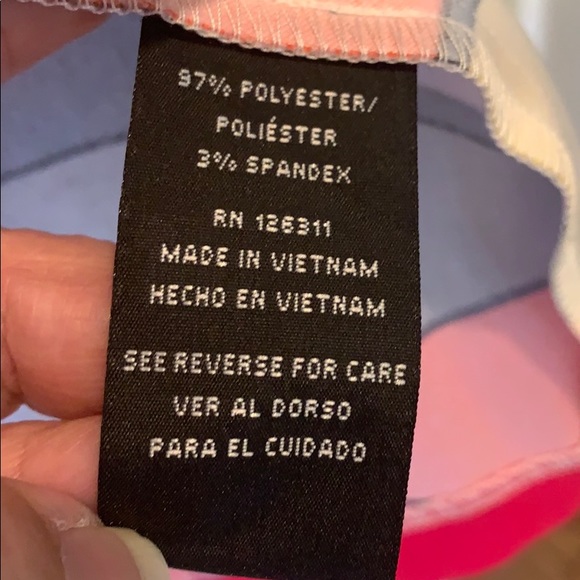 97% POLYESTER/
POLIÉSTER
3% SPANDEX
RN 126311
MADE IN VIETNAM
HECHO EN VIETNAM
SEE REVERSE FOR CARE
VER AL DORSO
PARA EL CUIDADO